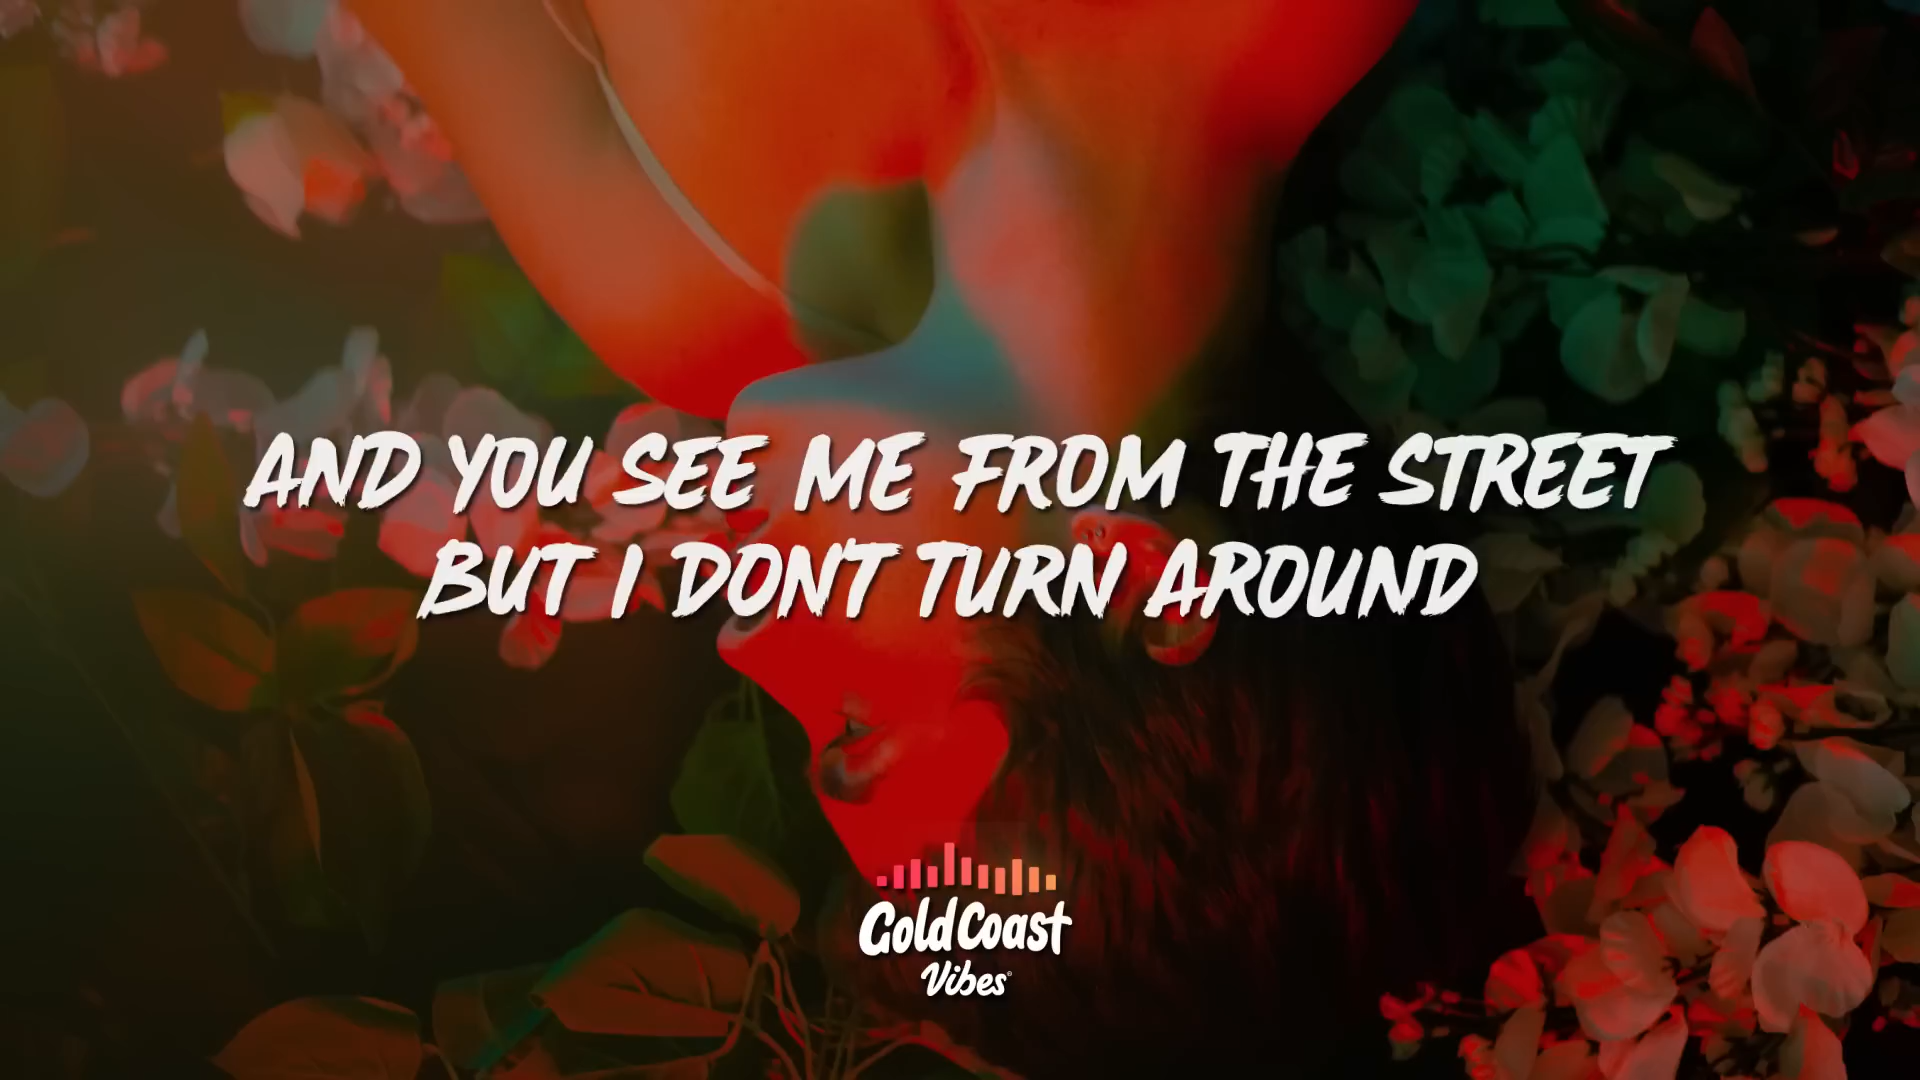 AND YOU SEE ME FROM THE STREET
BUT I DON'T TURN AROUND
Gold Coast
Vibes®